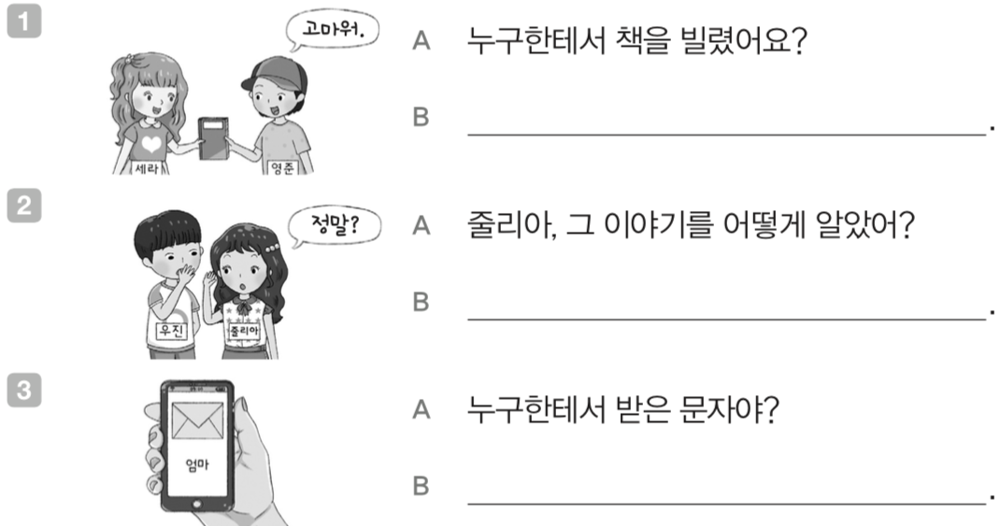 1
고마워.
A 누구한테서 책을 빌렸어요?
B .
세라
영준
2
정말?
A 줄리아, 그 이야기를 어떻게 알았어?
B .
우진
줄리아
3
A 누구한테서 받은 문자야?
엄마
B .